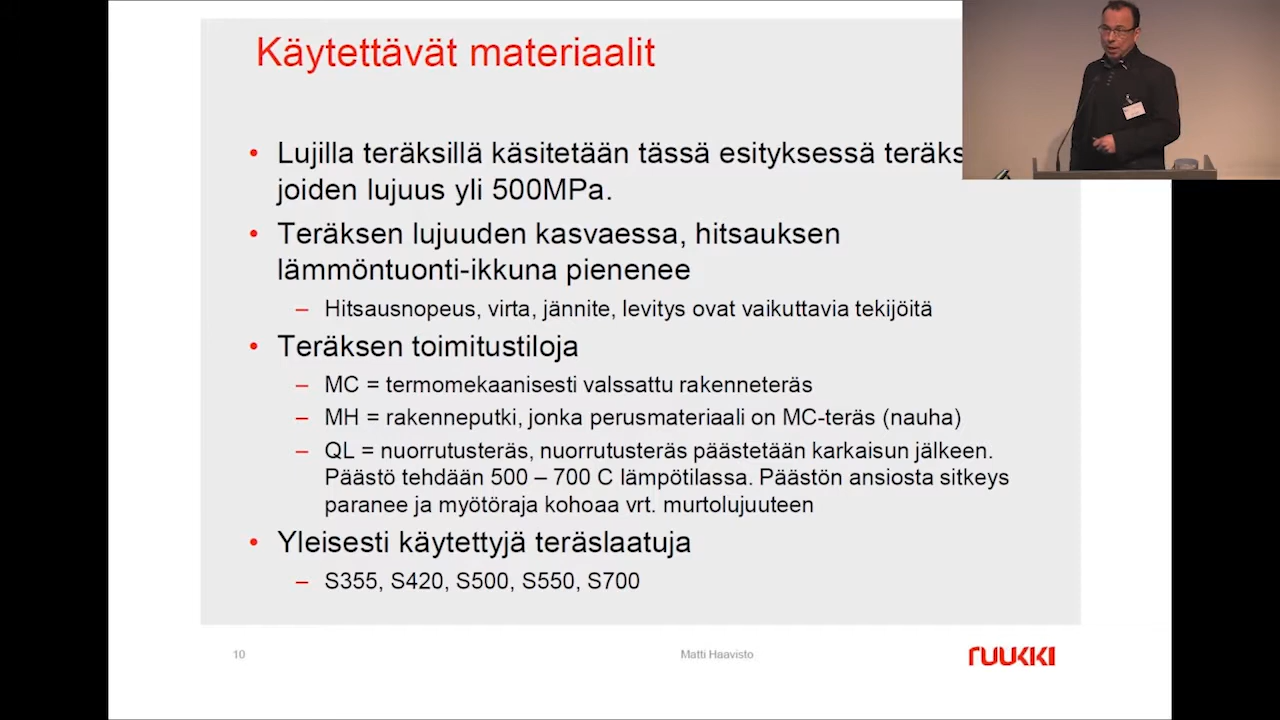 Käytettävät materiaalit
• Lujilla teräksillä käsitetään tässä esityksessä
joiden lujuus yli 500MPa.
• Teräksen lujuuden kasvaessa, hitsauksen
lämmöntuonti-ikkuna pienenee
– Hitsausnopeus, virta, jännite, levitys ovat vaikuttavia tekijöitä
• Teräksen toimitustiloja
– MC = termomekaanisesti valssattu rakenneteräs
– MH = rakenneputki, jonka perusmateriaali on MC-teräs (nauha)
– QL = nuorrutusteräs, nuorrutusteräs päästetään karkaisun jälkeen.
Päästö tehdään 500 – 700 C lämpötilassa. Päästön ansiosta sitkeys
paranee ja myötöraja kohoaa vrt. murtolujuuteen
• Yleisesti käytettyjä teräslaatuja
– S355, S420, S500, S550, S700
10
Matti Haavisto
RUUKKI